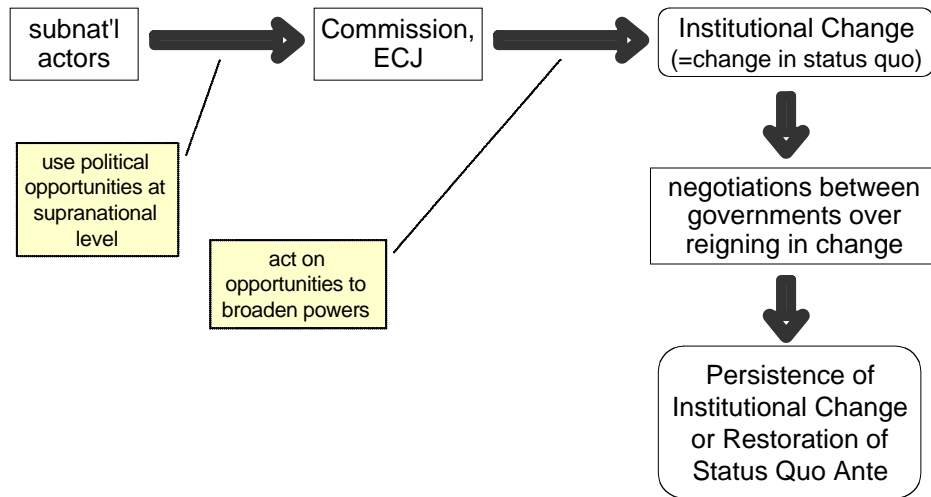 subnat'l
actors
Commission,
ECJ
Institutional Change
(=change in status quo)
use political
opportunities at
supranational
level
act on
opportunities to
broaden powers
negotiations between
governments over
reigning in change
Persistence of
Institutional Change
or Restoration of
Status Quo Ante